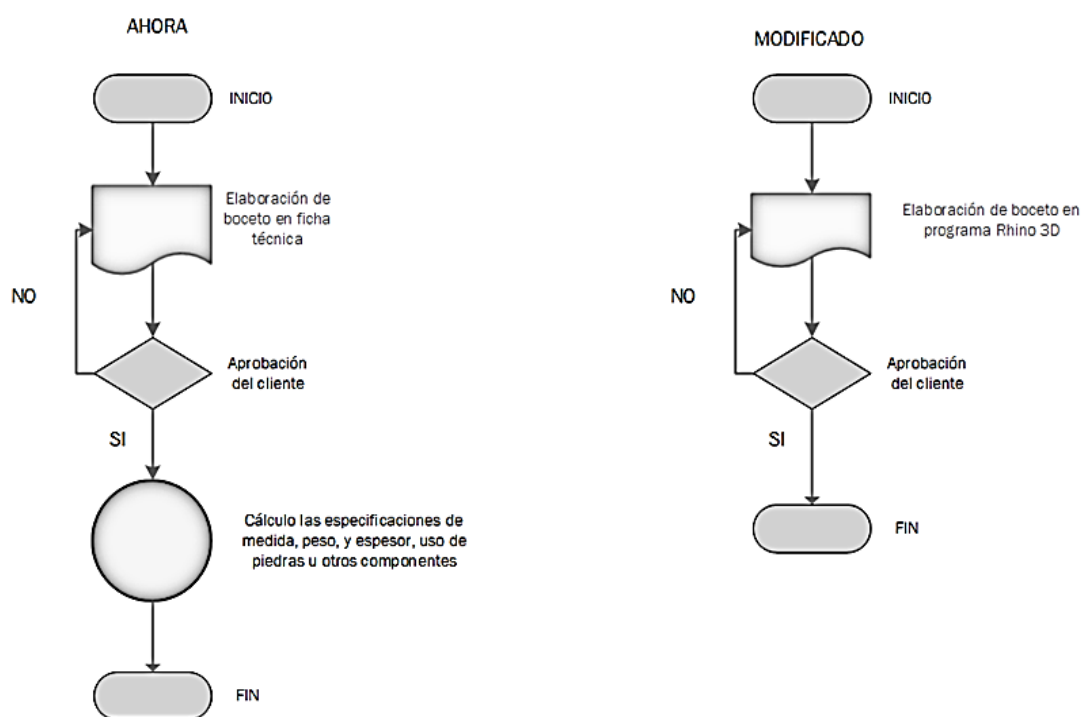 AHORA
INICIO
Elaboración de
boceto en ficha
técnica
NO
Aprobación
del cliente
SI
Cálculo las especificaciones de
medida, peso, y espesor, uso de
piedras u otros componentes
FIN
MODIFICADO
INICIO
Elaboración de boceto en
programa Rhino 3D
NO
Aprobación
del cliente
SI
FIN